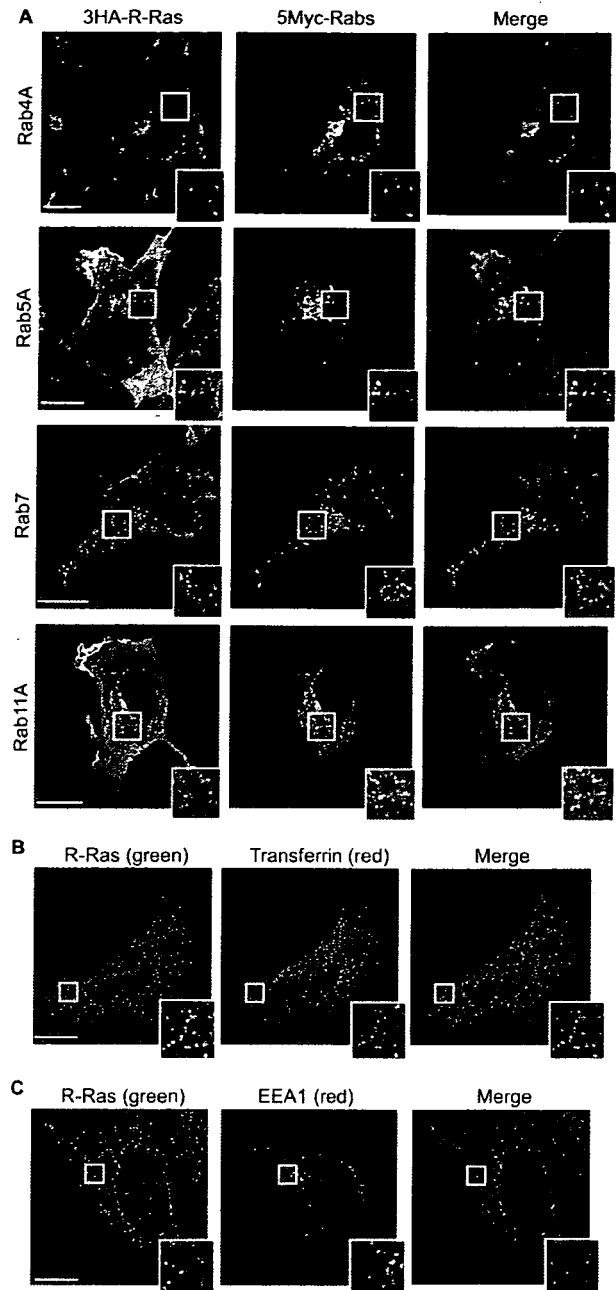 A
3HA-R-Ras 5Myc-Rabs Merge
Rab4A
Rab5A
Rab7
Rab11A
B
R-Ras (green) Transferrin (red) Merge
C
R-Ras (green) EEA1 (red) Merge